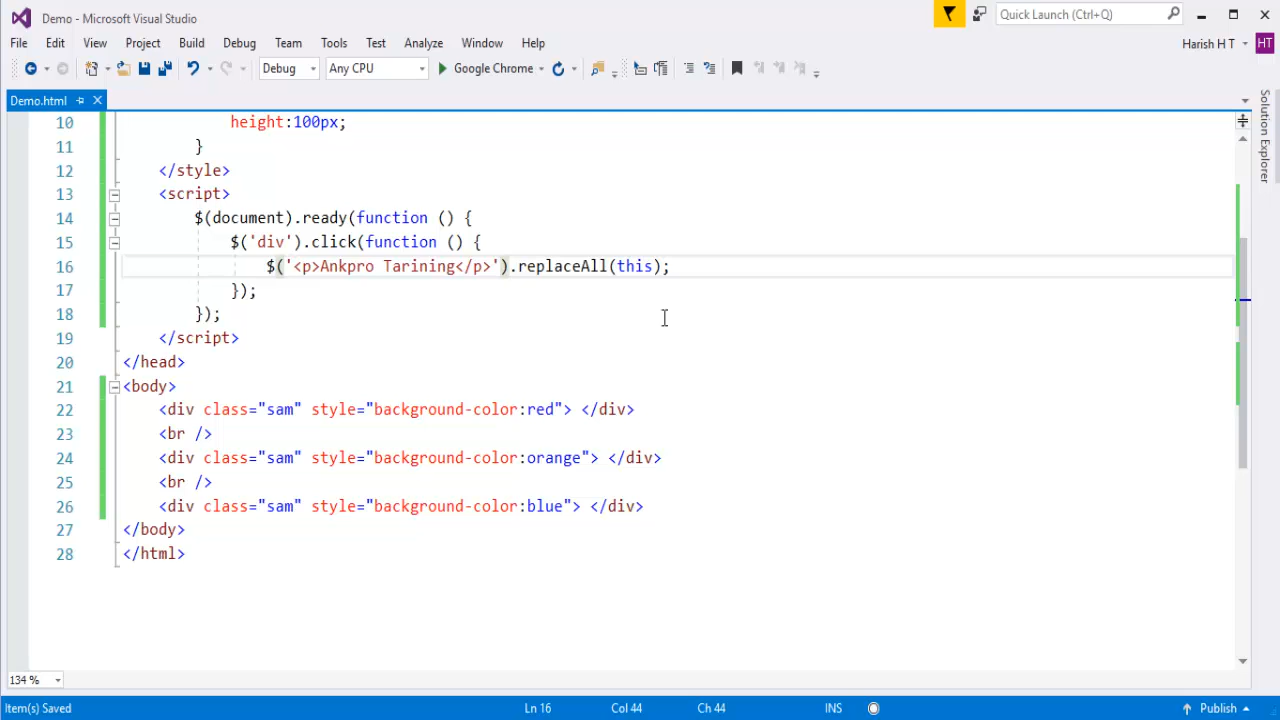 Demo - Microsoft Visual Studio
Quick Launch (Ctrl+Q)
File Edit View Project Build Debug Team Tools Test Analyze Window Help
Harish H T HT
Debug Any CPU Google Chrome
Demo.html
Solution Explorer
10 height:100px;
11 }
12 </style>
13 <script>
14 $(document).ready(function () {
15 $('div').click(function () {
16 $('<p>Ankpro Tarining</p>').replaceAll(this);
17 });
18 });
19 </script>
20 </head>
21 <body>
22 <div class="sam" style="background-color:red"> </div>
23 <br />
24 <div class="sam" style="background-color:orange"> </div>
25 <br />
26 <div class="sam" style="background-color:blue"> </div>
27 </body>
28 </html>
134 %
Item(s) Saved Ln 16 Col 44 Ch 44 INS Publish